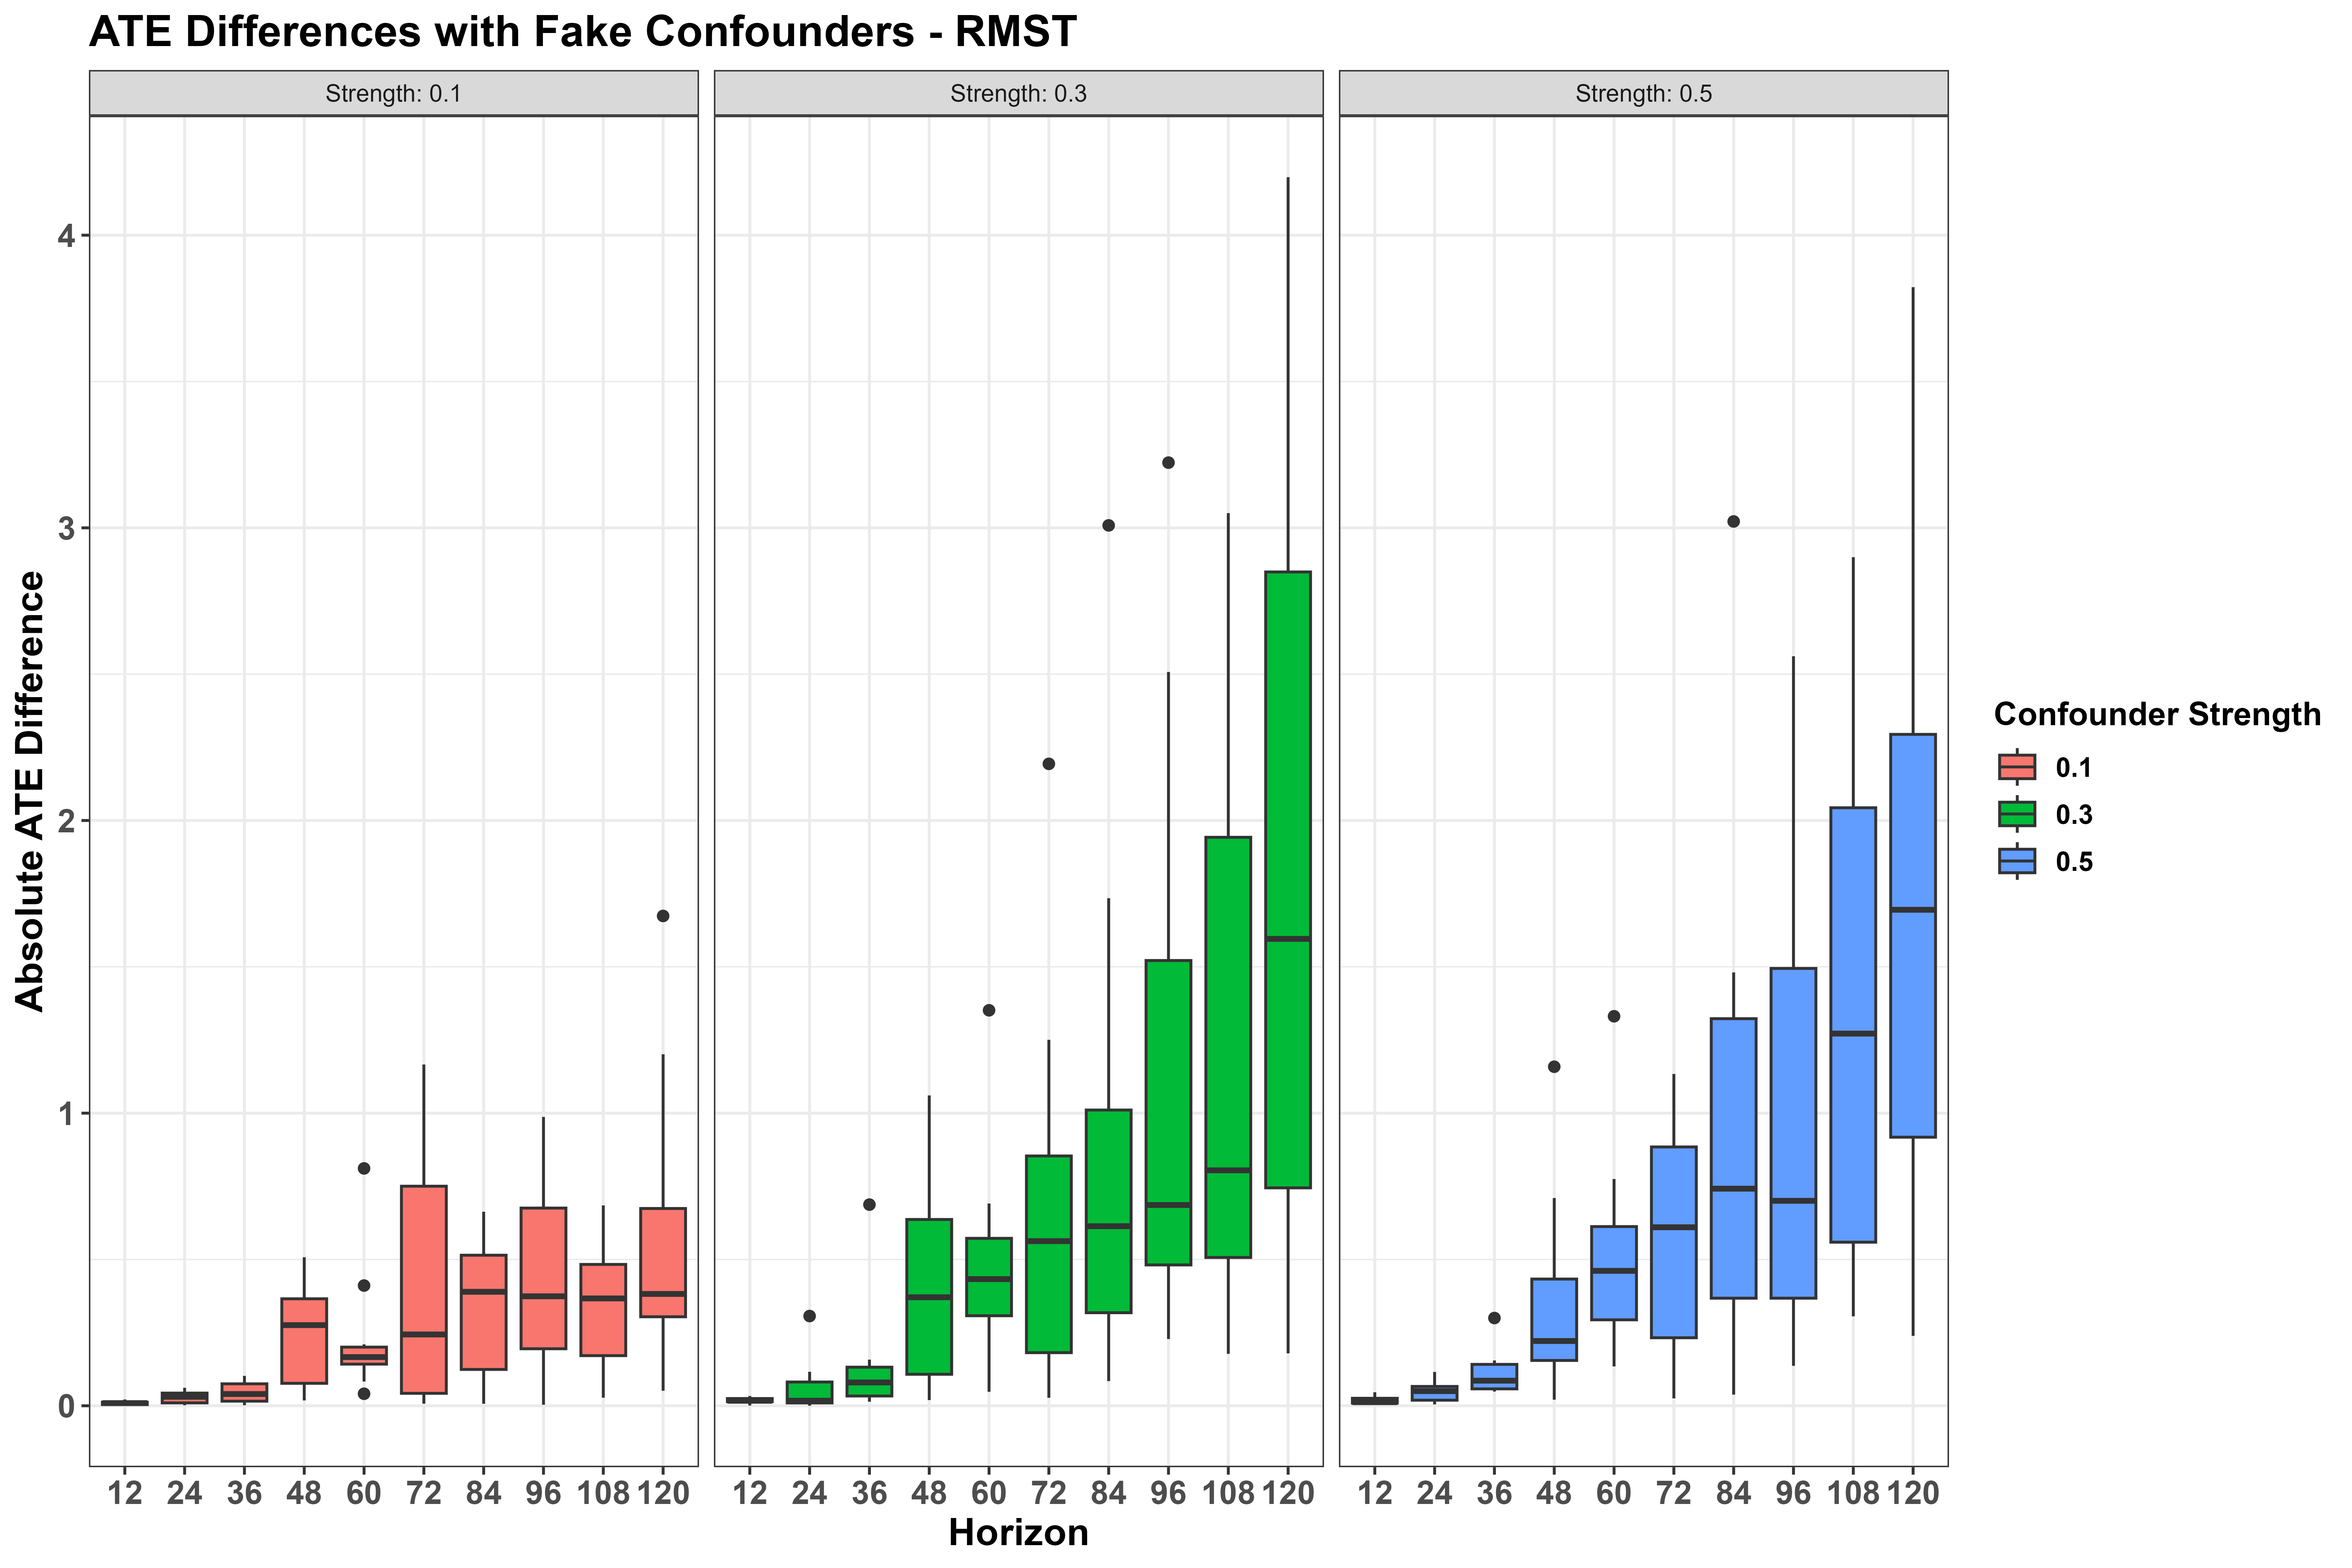 ATE Differences with Fake Confounders - RMST
Strength: 0.1
Strength: 0.3
Strength: 0.5
Absolute ATE Difference
4
3
2
1
0
12 24 36 48 60 72 84 96 108 120
12 24 36 48 60 72 84 96 108 120
12 24 36 48 60 72 84 96 108 120
Horizon
Confounder Strength
0.1
0.3
0.5